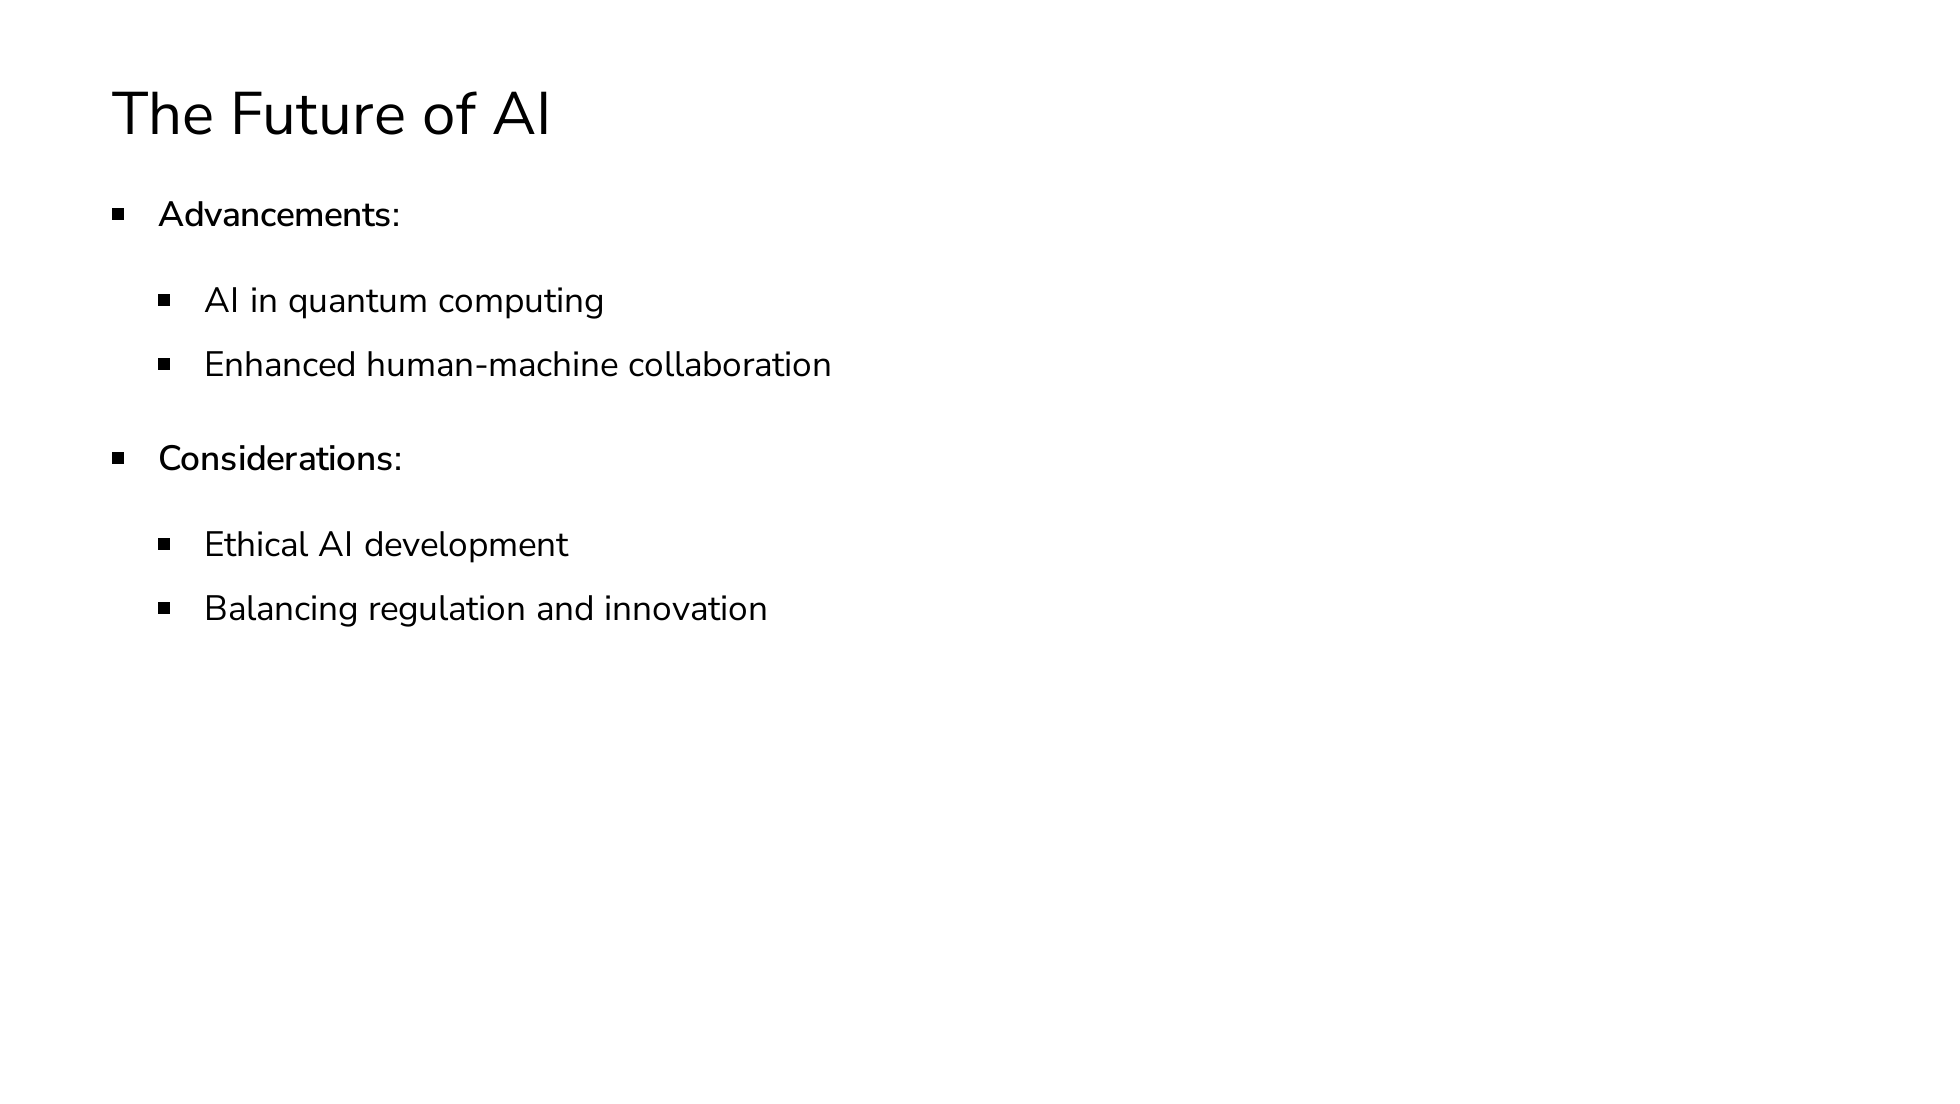 The Future of AI
Advancements:
AI in quantum computing
Enhanced human-machine collaboration
Considerations:
Ethical AI development
Balancing regulation and innovation